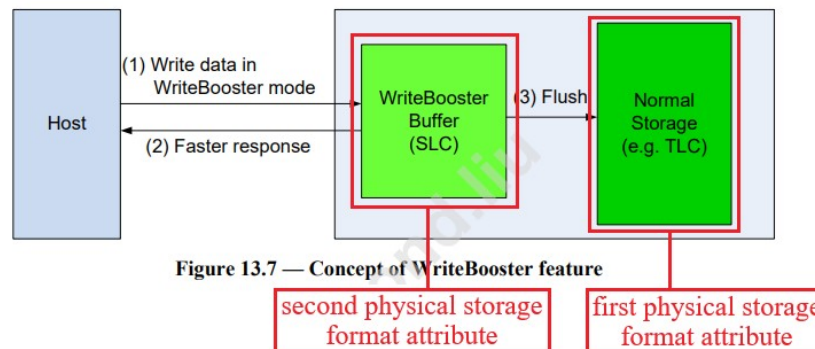 (1) Write data in
WriteBooster mode
Host
(2) Faster response
WriteBooster
Buffer
(SLC)
(3) Flush
Normal
Storage
(e.g. TLC)
Figure 13.7 — Concept of WriteBooster feature
second physical storage
format attribute
first physical storage
format attribute